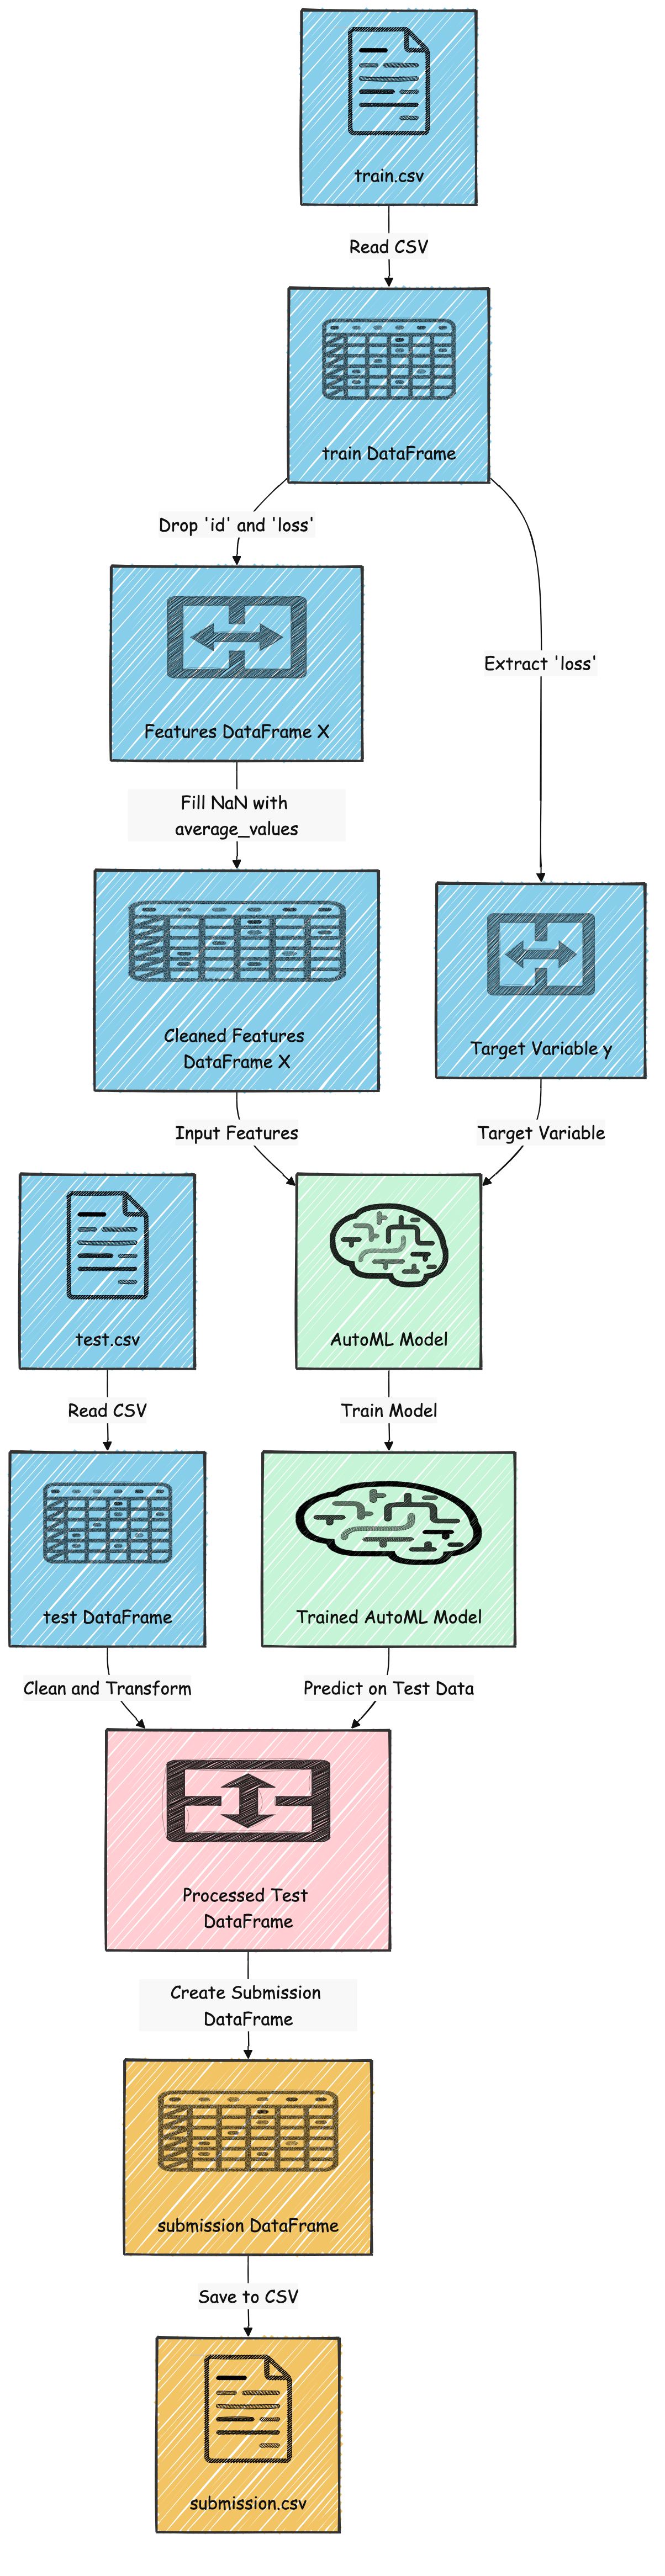 train.csv
Read CSV
train DataFrame
Drop 'id' and 'loss'
Features DataFrame X
Extract 'loss'
Fill NaN with
average_values
Cleaned Features
DataFrame X
Target Variable y
Input Features
Target Variable
test.csv
AutoML Model
Read CSV
Train Model
test DataFrame
Trained AutoML Model
Clean and Transform
Predict on Test Data
Processed Test
DataFrame
Create Submission
DataFrame
submission DataFrame
Save to CSV
submission.csv